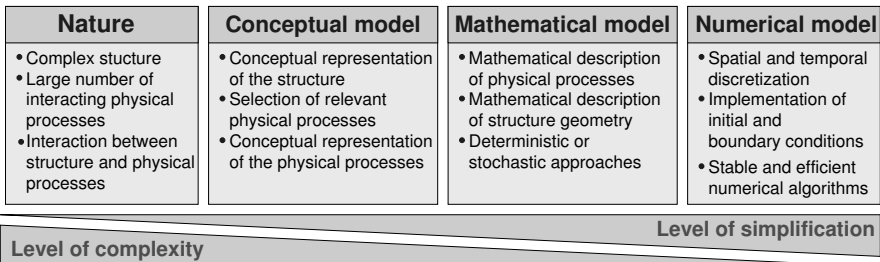 Nature
• Complex stucture
• Large number of
interacting physical
processes
• Interaction between
structure and physical
processes
Conceptual model
• Conceptual representation
of the structure
• Selection of relevant
physical processes
• Conceptual representation
of the physical processes
Mathematical model
• Mathematical description
of physical processes
• Mathematical description
of structure geometry
• Deterministic or
stochastic approaches
Numerical model
• Spatial and temporal
discretization
• Implementation of
initial and
boundary conditions
• Stable and efficient
numerical algorithms
Level of simplification
Level of complexity